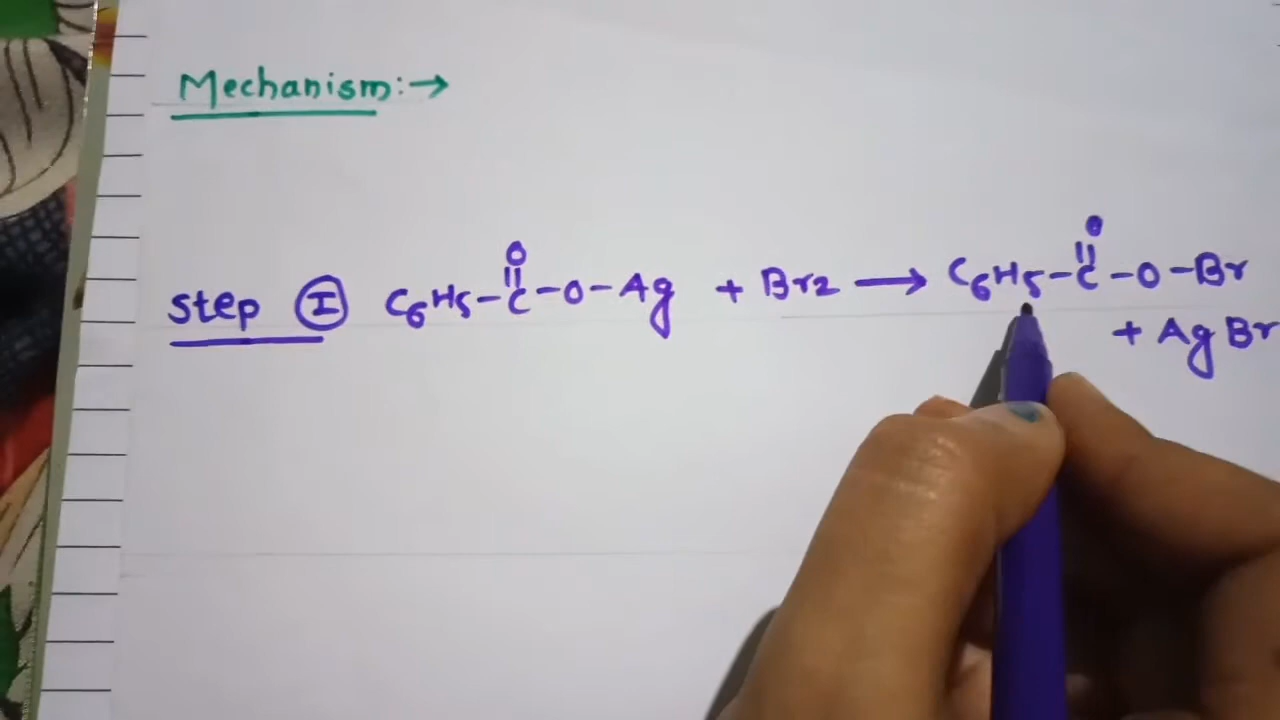 Mechanism:→
O O
|| ||
Step I C6H5-C-O-Ag + Br2 → C6H5-C-O-Br
+ AgBr